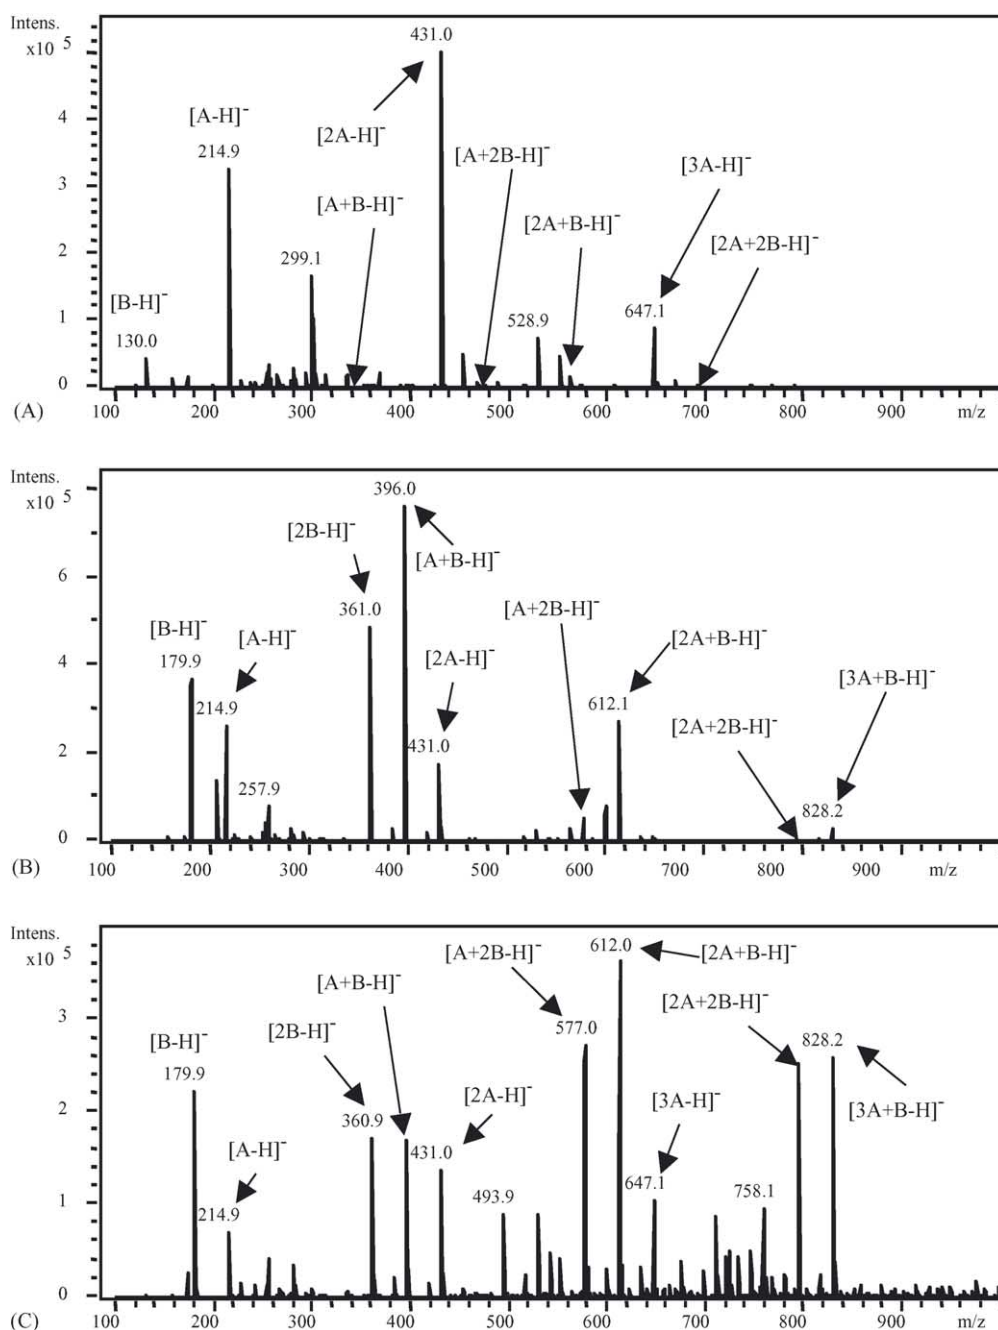 Intens.
x10 5
431.0
4
[A-H]⁻
214.9
[2A-H]⁻
[A+2B-H]⁻
[3A-H]⁻
3
[A+B-H]⁻
[2A+B-H]⁻
[2A+2B-H]⁻
2
299.1
[B-H]⁻
130.0
528.9
647.1
1
0
(A)
100 200 300 400 500 600 700 800 900 m/z
Intens.
x10 5
396.0
[2B-H]⁻
[A+B-H]⁻
6
361.0
[A+2B-H]⁻
[B-H]⁻
179.9
[A-H]⁻
[2A-H]⁻
[2A+B-H]⁻
4
214.9
[3A+B-H]⁻
[2A+2B-H]⁻
431.0
612.1
2
257.9
828.2
0
(B)
100 200 300 400 500 600 700 800 900 m/z
Intens.
x10 5
612.0
[A+2B-H]⁻
[2A+B-H]⁻
[A+B-H]⁻
[2A+2B-H]⁻
3
577.0
[2B-H]⁻
[B-H]⁻
179.9
828.2
[2A-H]⁻
[3A-H]⁻
[3A+B-H]⁻
2
360.9
[A-H]⁻
431.0
214.9
493.9
647.1
758.1
1
0
(C)
100 200 300 400 500 600 700 800 900 m/z